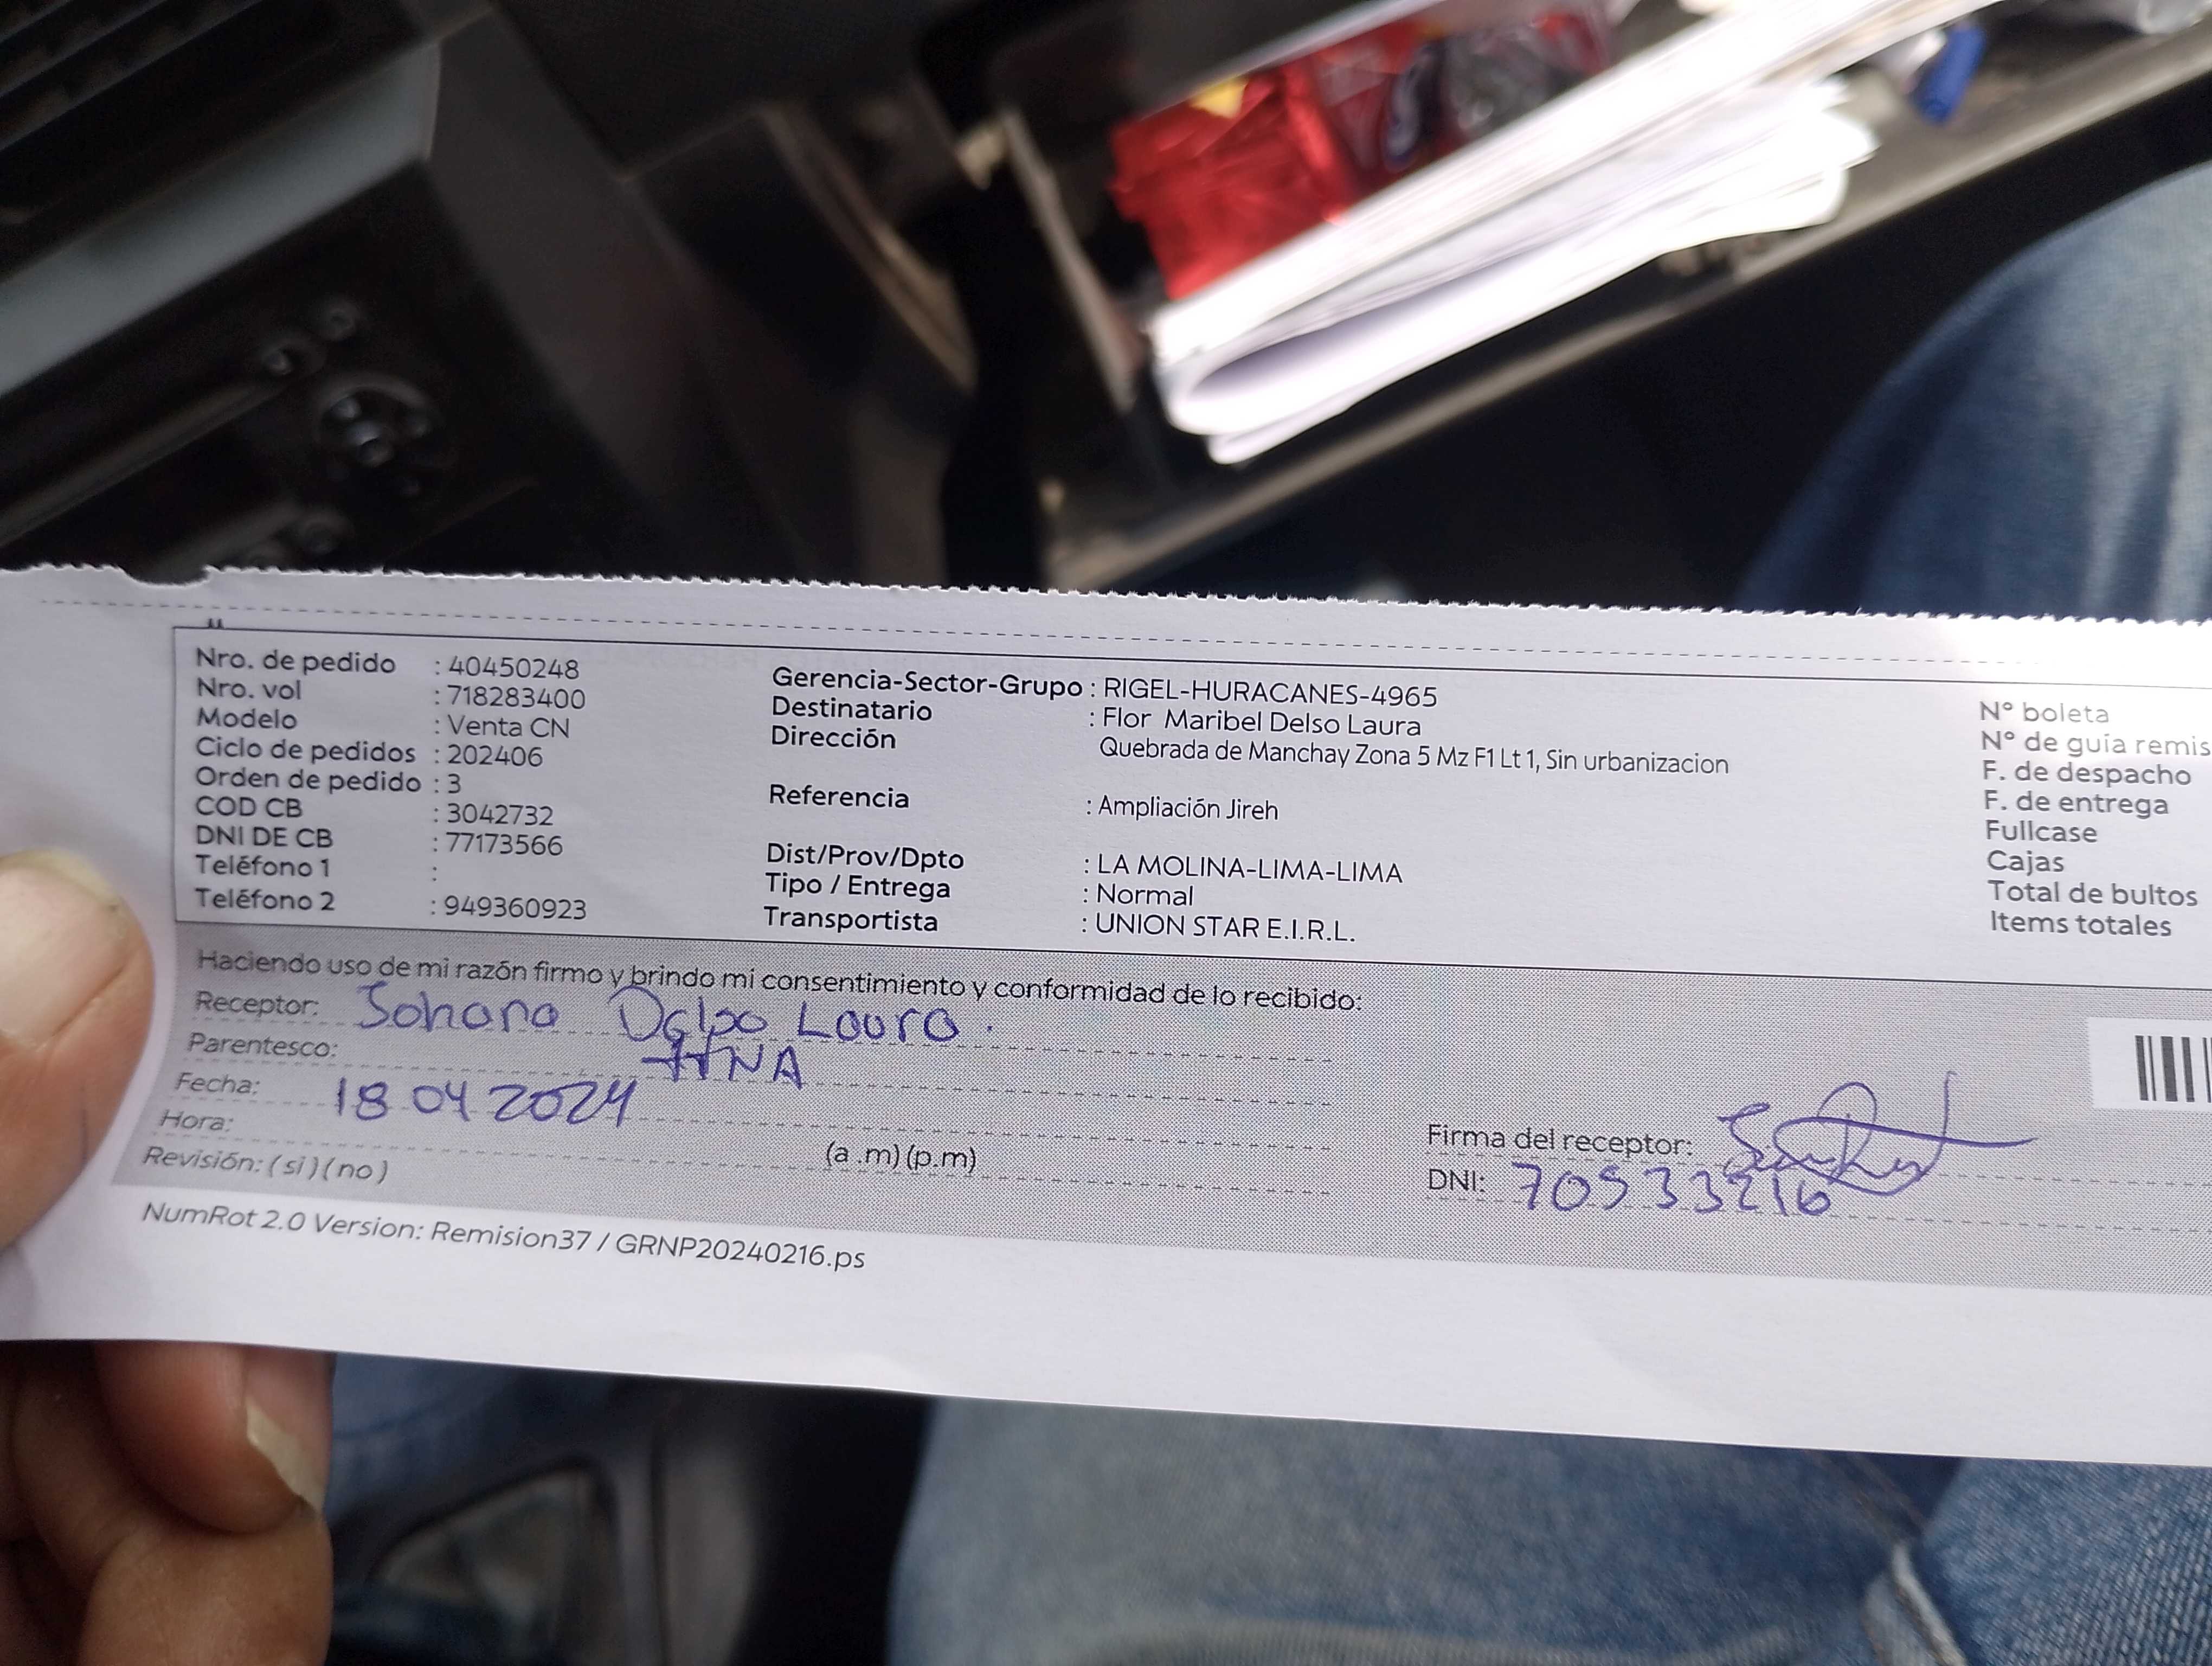 Nro. de pedido : 40450248
Nro. vol : 718283400
Modelo : Venta CN
Ciclo de pedidos : 202406
Orden de pedido : 3
COD CB : 3042732
DNI DE CB : 77173566
Teléfono 1 :
Teléfono 2 : 949360923
Gerencia-Sector-Grupo : RIGEL-HURACANES-4965
Destinatario : Flor Maribel Delso Laura
Dirección Quebrada de Manchay Zona 5 Mz F1 Lt 1, Sin urbanizacion
Referencia : Ampliación Jireh
Dist/Prov/Dpto : LA MOLINA-LIMA-LIMA
Tipo / Entrega : Normal
Transportista : UNION STAR E.I.R.L.
N° boleta
N° de guía remis
F. de despacho
F. de entrega
Fullcase
Cajas
Total de bultos
Items totales
Haciendo uso de mi razón firmo y brindo mi consentimiento y conformidad de lo recibido:
Receptor: Johana Laura.
Parentesco:
Fecha: 18 04 2024
Hora: (a.m) (p.m)
Revisión: (si) (no)
Firma del receptor:
DNI: 70533216
NumRot 2.0 Version: Remision37 / GRNP20240216.ps